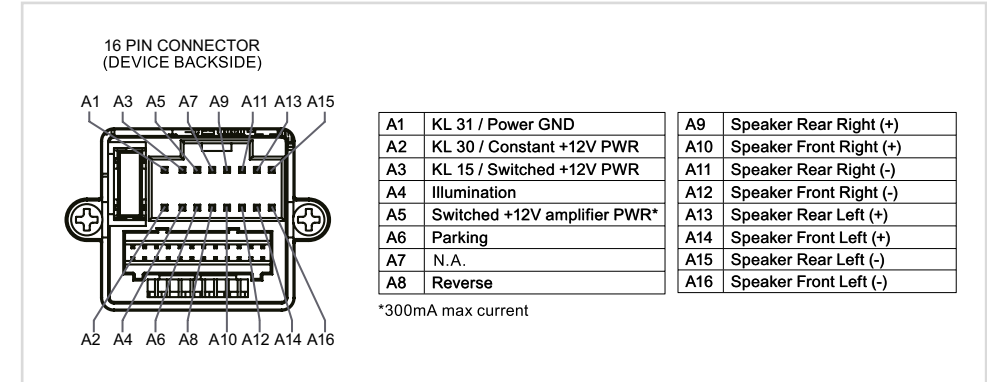 16 PIN CONNECTOR
(DEVICE BACKSIDE)
A1 A3 A5 A7 A9 A11 A13 A15
A2 A4 A6 A8 A10 A12 A14 A16
A1 KL 31 / Power GND
A2 KL 30 / Constant +12V PWR
A3 KL 15 / Switched +12V PWR
A4 Illumination
A5 Switched +12V amplifier PWR*
A6 Parking
A7 N.A.
A8 Reverse
*300mA max current
A9 Speaker Rear Right (+)
A10 Speaker Front Right (+)
A11 Speaker Rear Right (-)
A12 Speaker Front Right (-)
A13 Speaker Rear Left (+)
A14 Speaker Front Left (+)
A15 Speaker Rear Left (-)
A16 Speaker Front Left (-)